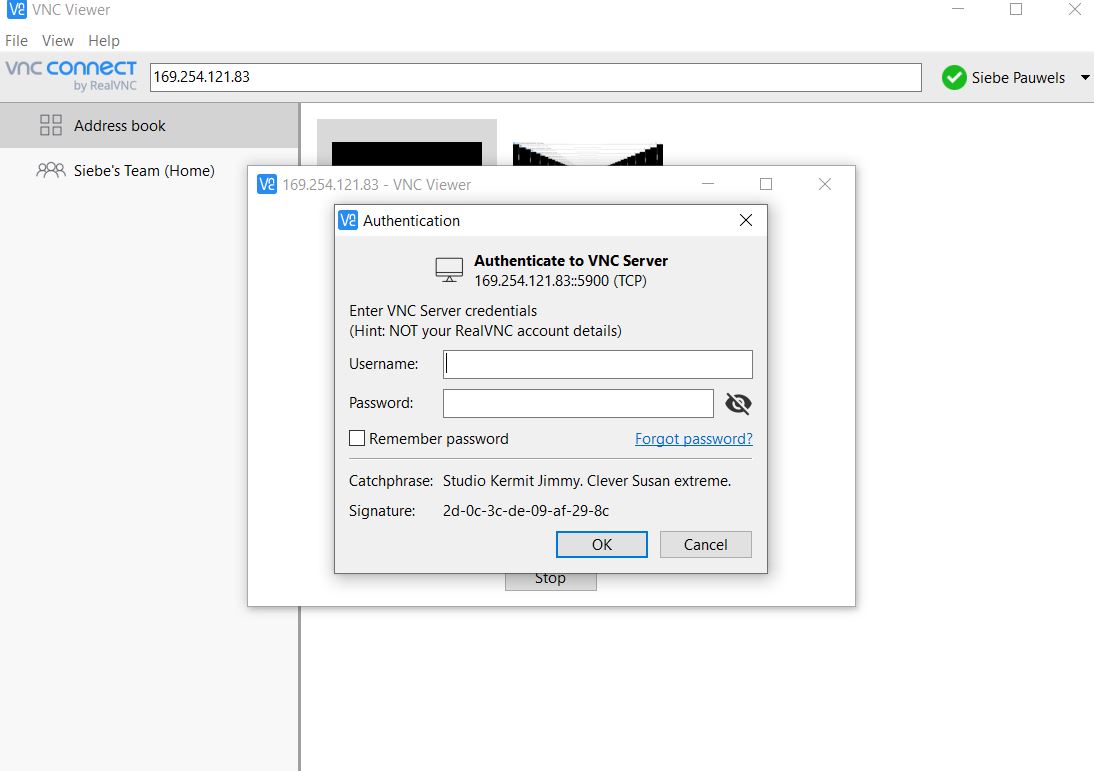 VNC Viewer
File View Help
vnc connect
by RealVNC
169.254.121.83
Siebe Pauwels
Address book
Siebe's Team (Home)
169.254.121.83 - VNC Viewer
Authentication
Authenticate to VNC Server
169.254.121.83::5900 (TCP)
Enter VNC Server credentials
(Hint: NOT your RealVNC account details)
Username:
Password:
Remember password Forgot password?
Catchphrase: Studio Kermit Jimmy. Clever Susan extreme.
Signature: 2d-0c-3c-de-09-af-29-8c
OK Cancel
Stop